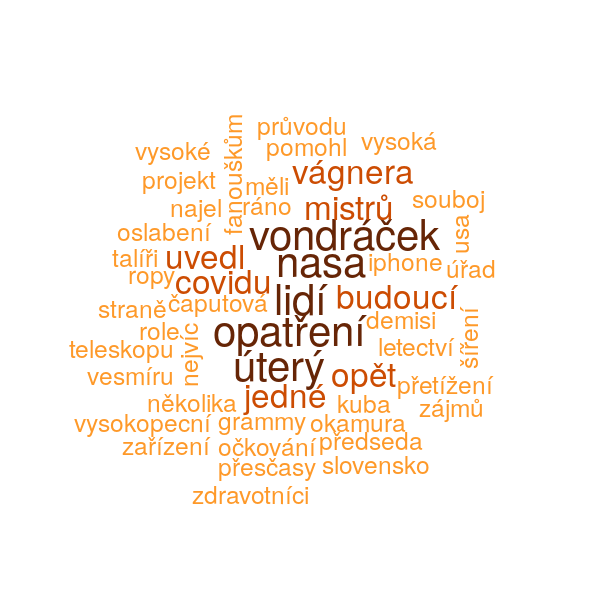 průvodu
fanouškům
pomohl
vysoká
vysoké
vágnera
projekt
měli
souboj
najel
ráno
mistrů
usa
oslabení
vondráček
talíři
uvedl
nasa
iphone
úřad
ropy
covidu
lidí
budoucí
straně
čaputová
opatření
demisi
role
šíření
teleskopu
nejvíc
letectví
úterý
vesmíru
opět
přetížení
několika
jedné
kuba
zájmů
vysokopecní
grammy
okamura
zařízení
očkování
předseda
přesčasy
slovensko
zdravotníci